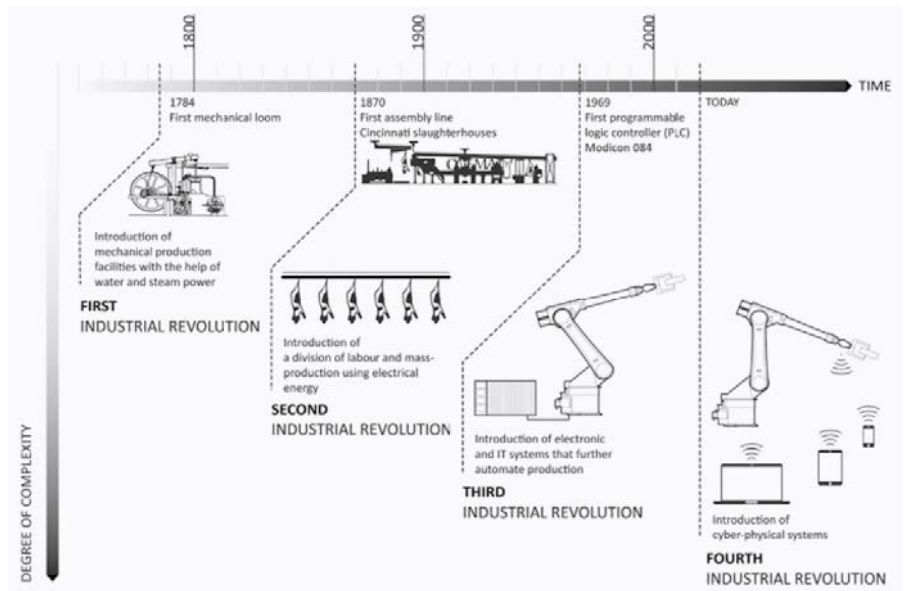 1800
1900
2000
TIME
1784
First mechanical loom
1870
First assembly line
Cincinnati slaughterhouses
1969
First programmable
logic controller (PLC)
Modicon 084
TODAY
Introduction of
mechanical production
facilities with the help of
water and steam power
FIRST
INDUSTRIAL REVOLUTION
Introduction of
a division of labour and mass-
production using electrical
energy
SECOND
INDUSTRIAL REVOLUTION
Introduction of electronic
and IT systems that further
automate production
THIRD
INDUSTRIAL REVOLUTION
Introduction of
cyber-physical systems
FOURTH
INDUSTRIAL REVOLUTION
DEGREE OF COMPLEXITY